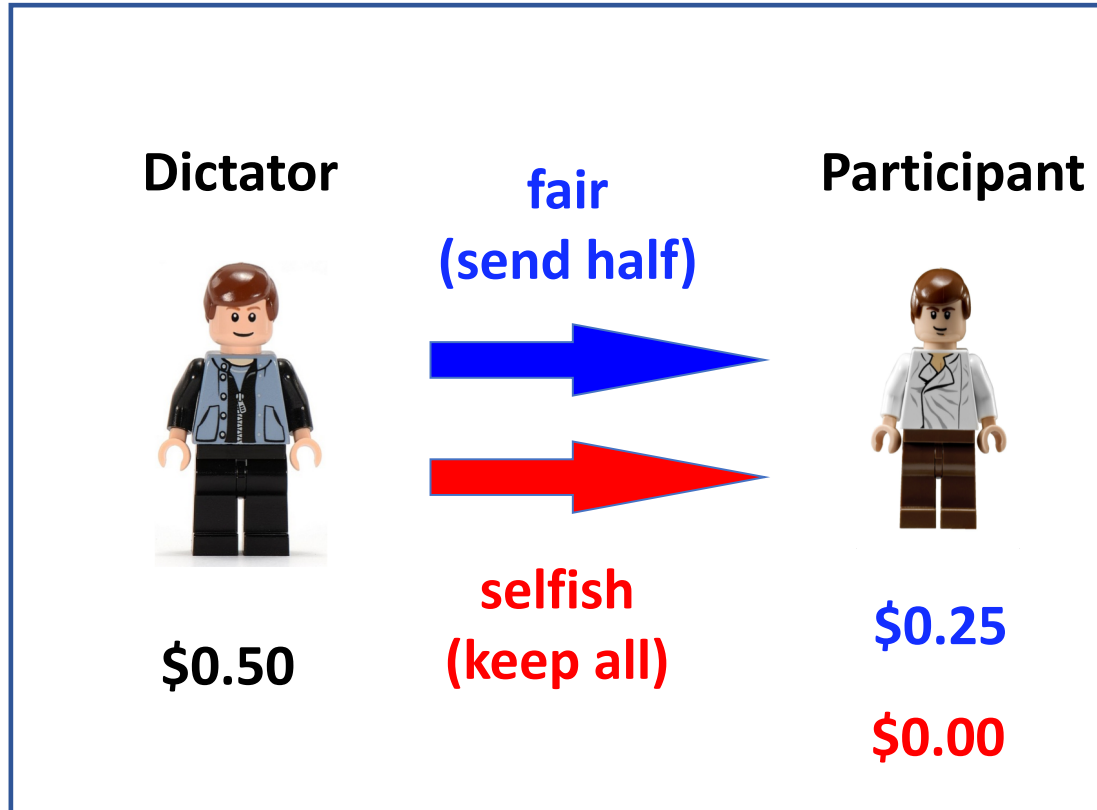 Dictator
fair
(send half)
Participant
selfish
(keep all)
$0.50
$0.25
$0.00